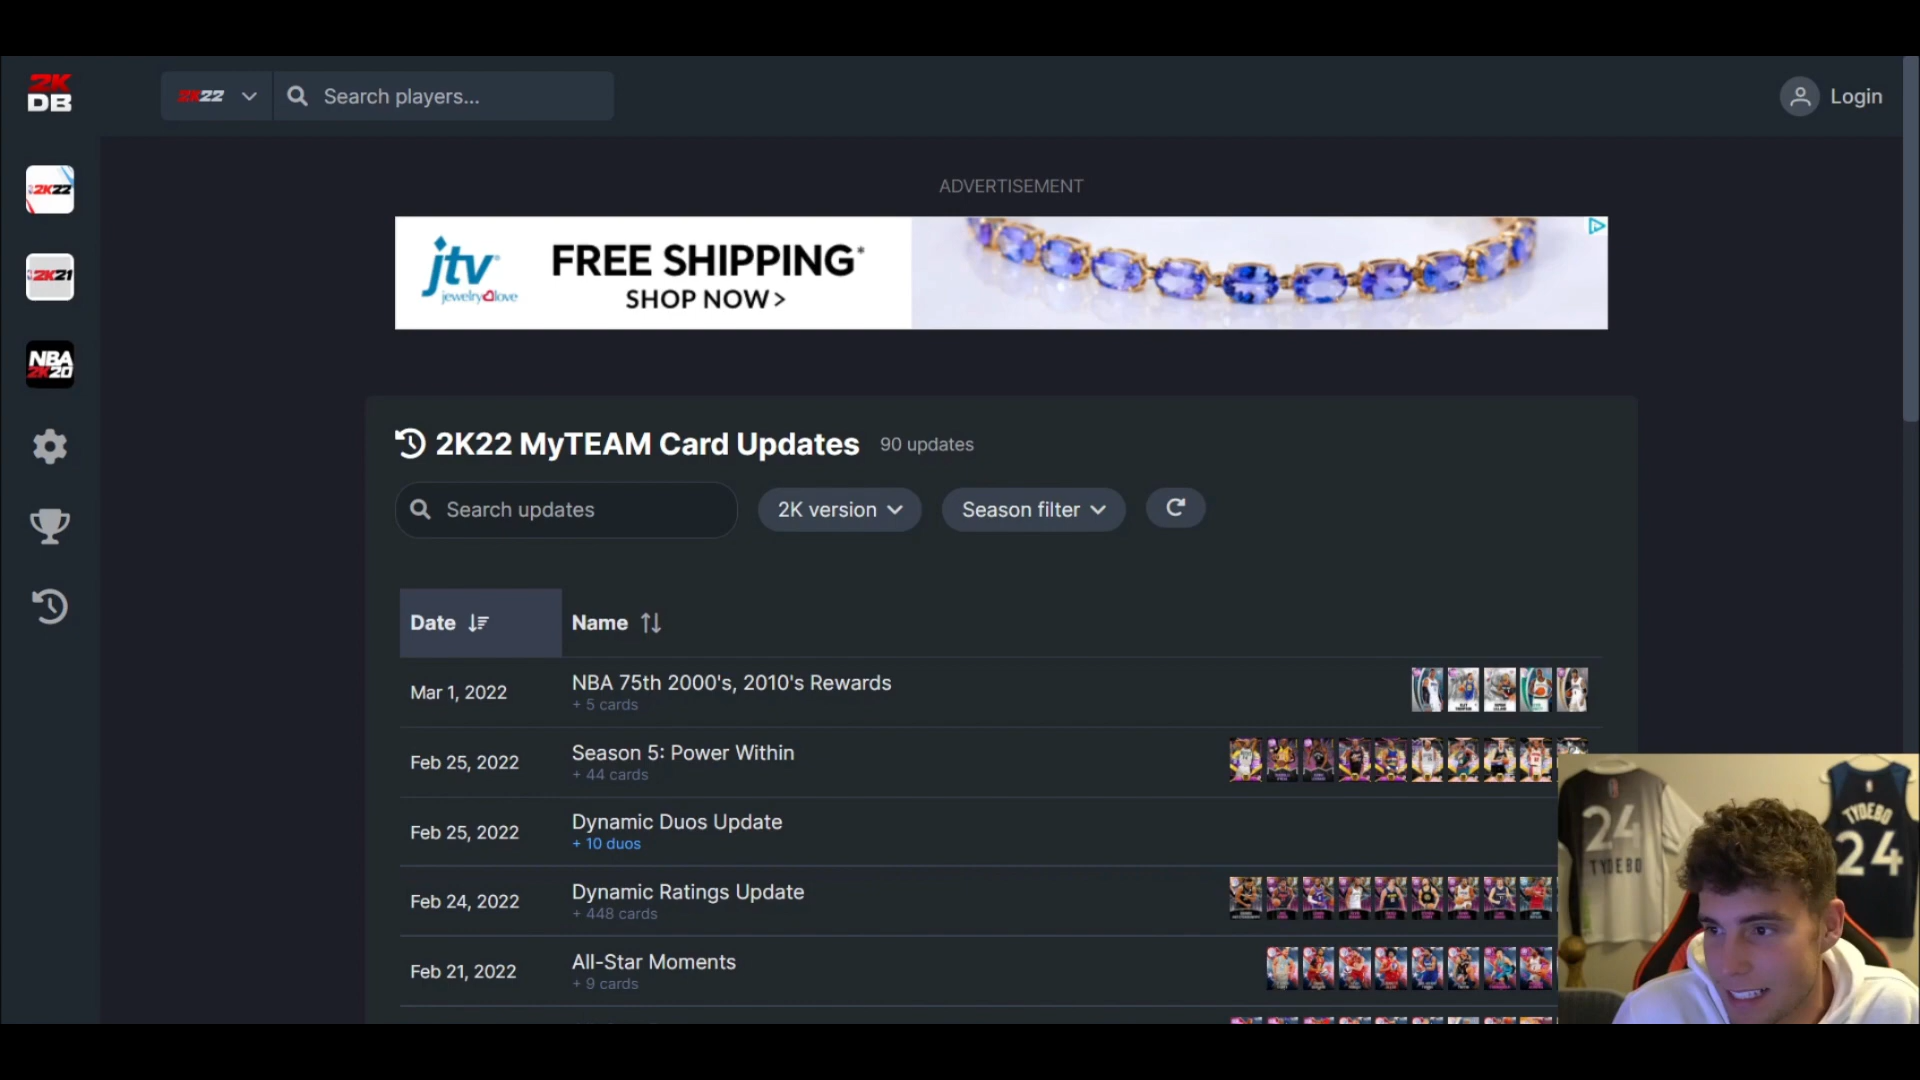 2K
DB
2K22
Search players...
Login
2K22
2K21
NBA
2K20
ADVERTISEMENT
jtv
jewelry love
FREE SHIPPING*
SHOP NOW >
2K22 MyTEAM Card Updates 90 updates
Search updates
2K version
Season filter
Date Name
Mar 1, 2022 NBA 75th 2000's, 2010's Rewards
+ 5 cards
Feb 25, 2022 Season 5: Power Within
+ 44 cards
Feb 25, 2022 Dynamic Duos Update
+ 10 duos
Feb 24, 2022 Dynamic Ratings Update
+ 448 cards
Feb 21, 2022 All-Star Moments
+ 9 cards
24
TYDEBO
TYDEBO
24